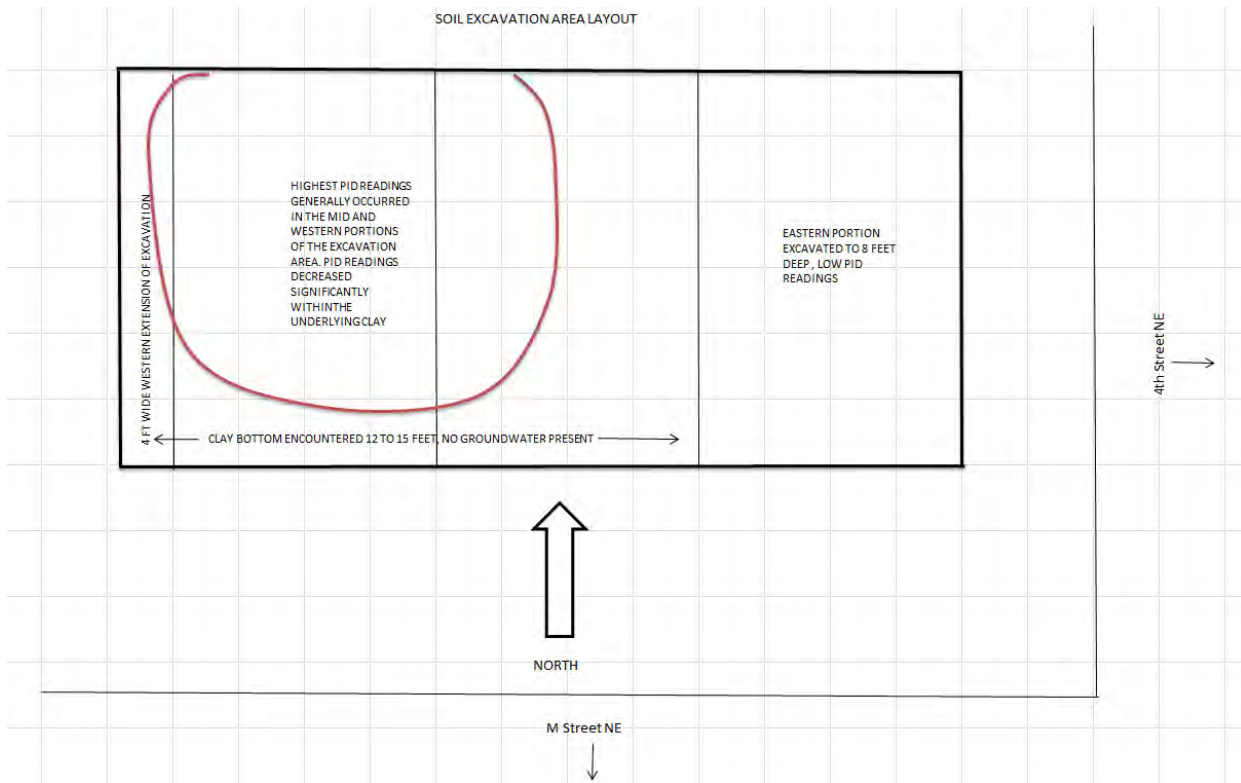 SOIL EXCAVATION AREA LAYOUT
HIGHEST PID READINGS
GENERALLY OCCURRED
IN THE MID AND
WESTERN PORTIONS
OF THE EXCAVATION
AREA. PID READINGS
DECREASED
SIGNIFICANTLY
WITHINTHE
UNDERLYING CLAY
EASTERN PORTION
EXCAVATED TO 8 FEET
DEEP , LOW PID
READINGS
4 FT WIDE WESTERN EXTENSION OF EXCAVATION
CLAY BOTTOM ENCOUNTERED 12 TO 15 FEET, NO GROUNDWATER PRESENT
4th Street NE
NORTH
M Street NE